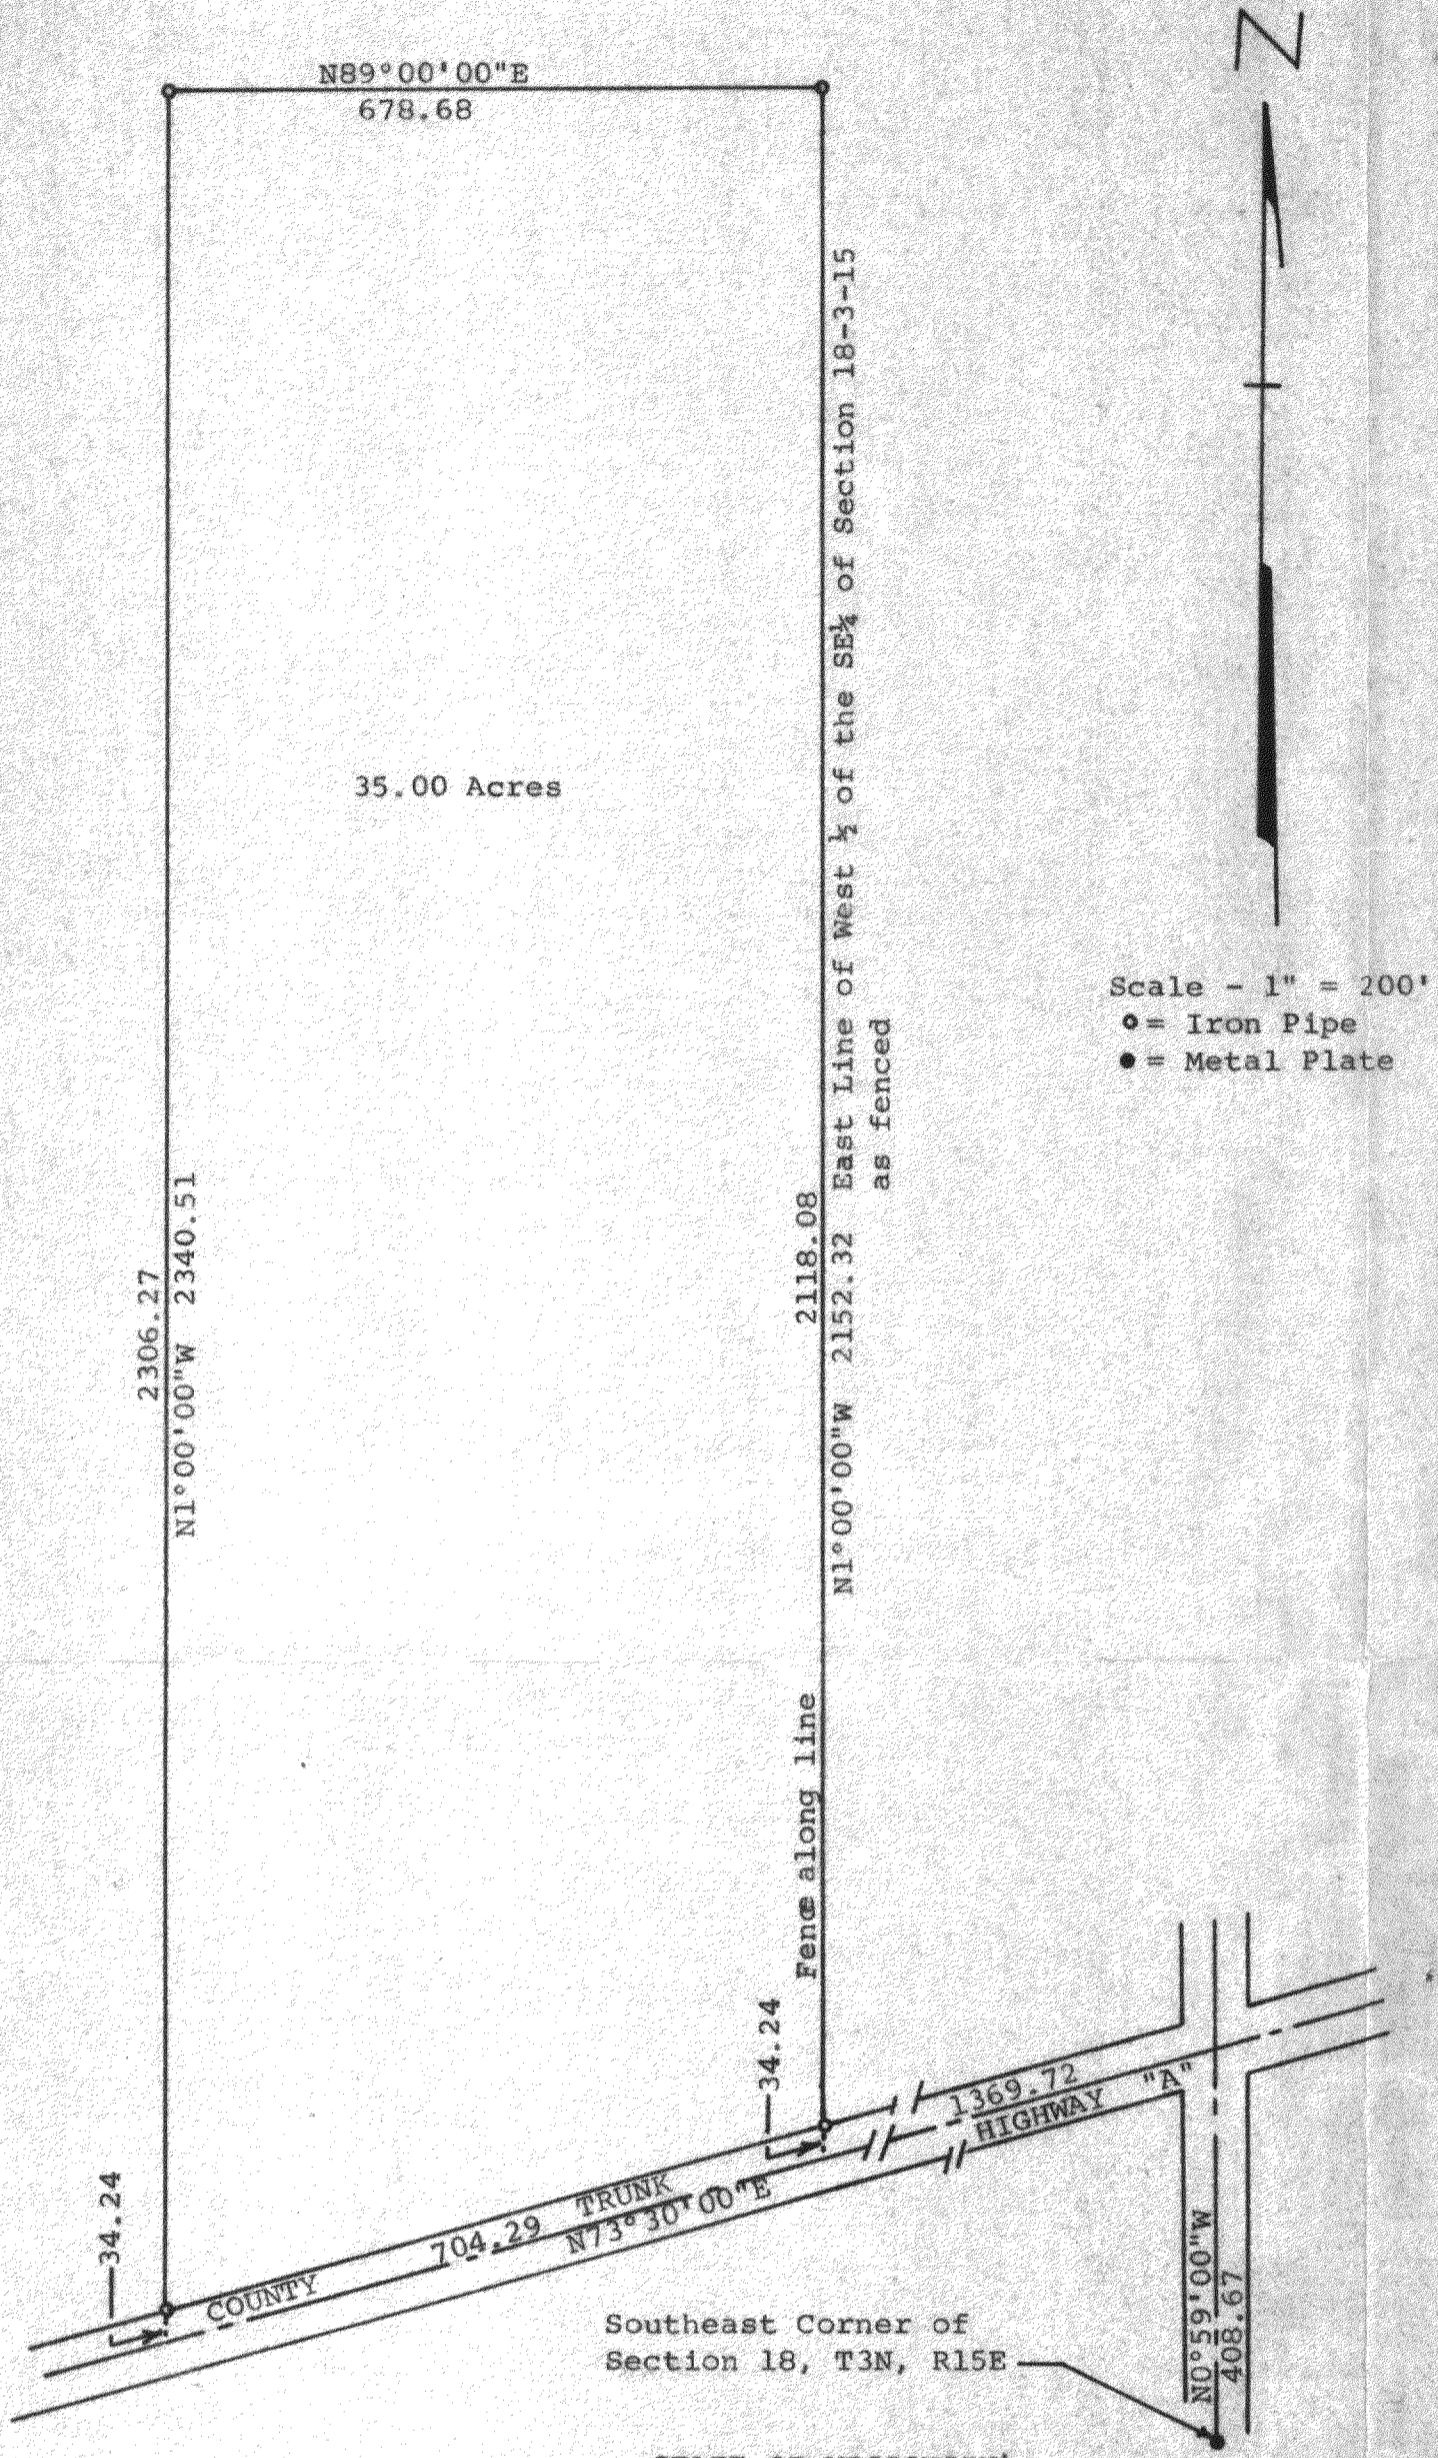 N
N89°00'00"E
678.68
35.00 Acres
East Line of West ½ of the SE¼ of Section 18-3-15
as fenced
Scale - 1" = 200'
= Iron Pipe
= Metal Plate
2306.27
N1°00'00"W 2340.51
2118.08
N1°00'00"W 2152.32
Fence along line
34.24
34.24
1369.72
HIGHWAY "A"
704.29
TRUNK
N73°30'00"E
COUNTY
N0°59'00"W
408.67
Southeast Corner of
Section 18, T3N, R15E